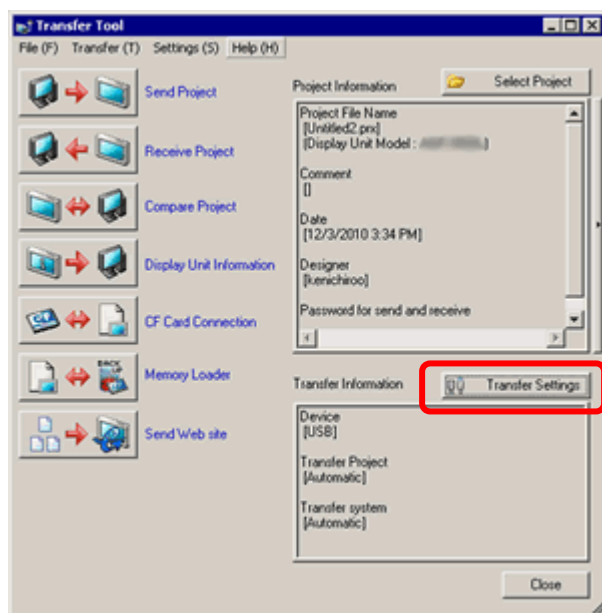 Transfer Tool
File (F) Transfer (T) Settings (S) Help (H)
Send Project
Receive Project
Compare Project
Display Unit Information
CF Card Connection
Memory Loader
Send Web site
Project Information
Select Project
Project File Name
[Untitled2.prx]
(Display Unit Model : )
Comment
[]
Date
[12/3/2010 3:34 PM]
Designer
[kenichiroo]
Password for send and receive
Transfer Information
Transfer Settings
Device
[USB]
Transfer Project
[Automatic]
Transfer system
[Automatic]
Close